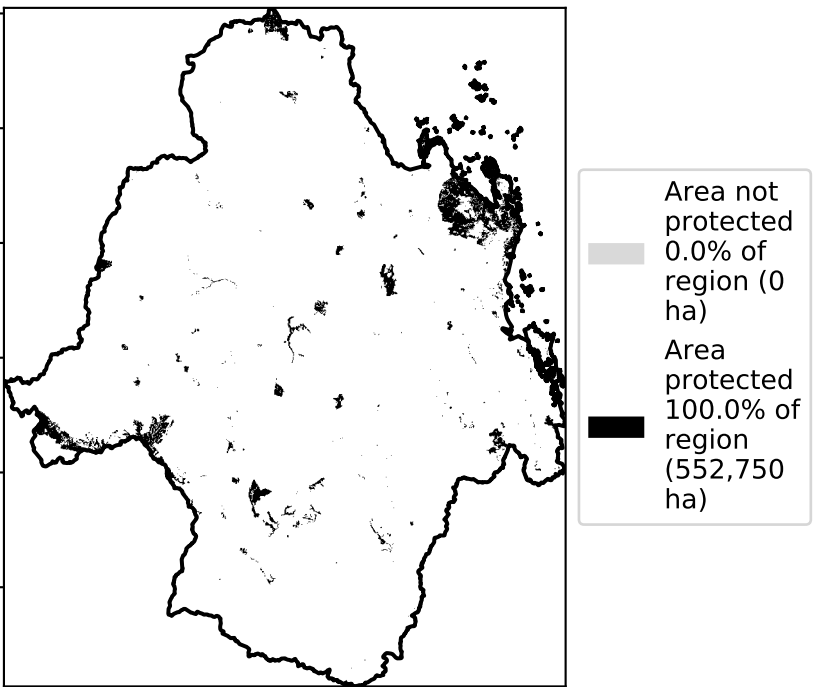 Area not
protected
0.0% of
region (0
ha)
Area
protected
100.0% of
region
(552,750
ha)